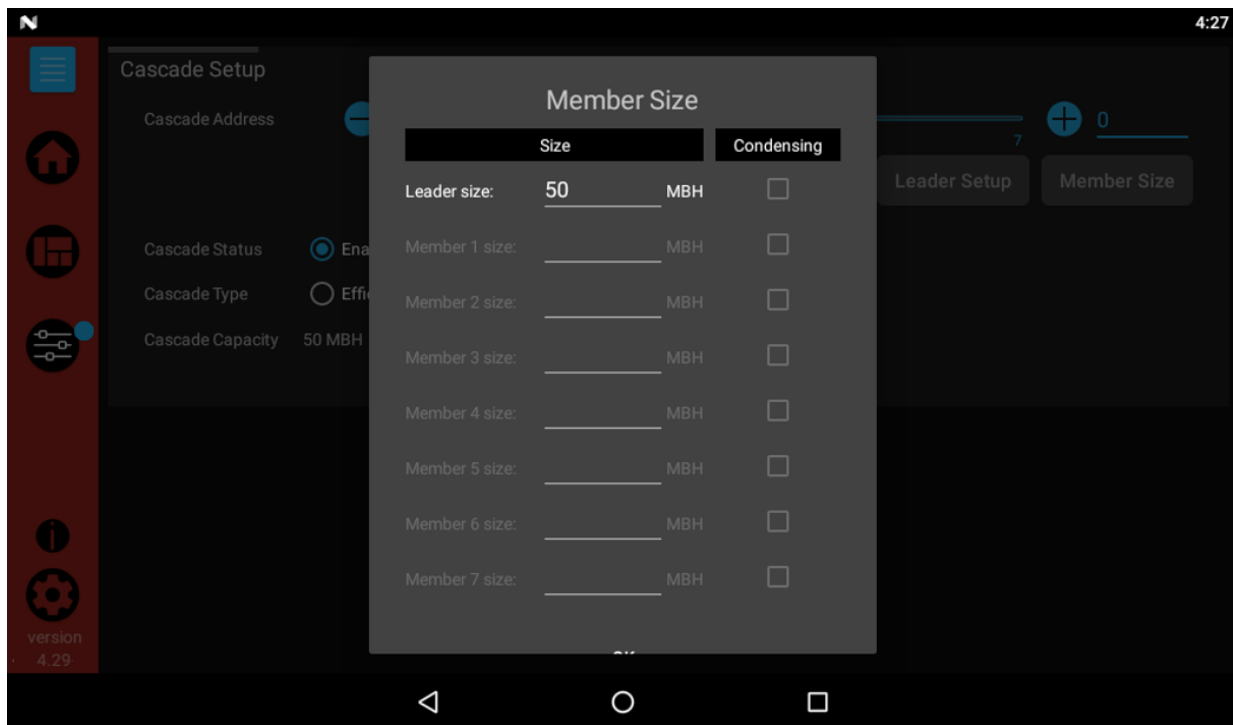 N 4:27
Cascade Setup
Cascade Address
7
0
Leader Setup Member Size
Cascade Status Ena
Cascade Type Effi
Cascade Capacity 50 MBH
Member Size
Size Condensing
Leader size: 50 MBH
Member 1 size: MBH
Member 2 size: MBH
Member 3 size: MBH
Member 4 size: MBH
Member 5 size: MBH
Member 6 size: MBH
Member 7 size: MBH
version
4.29